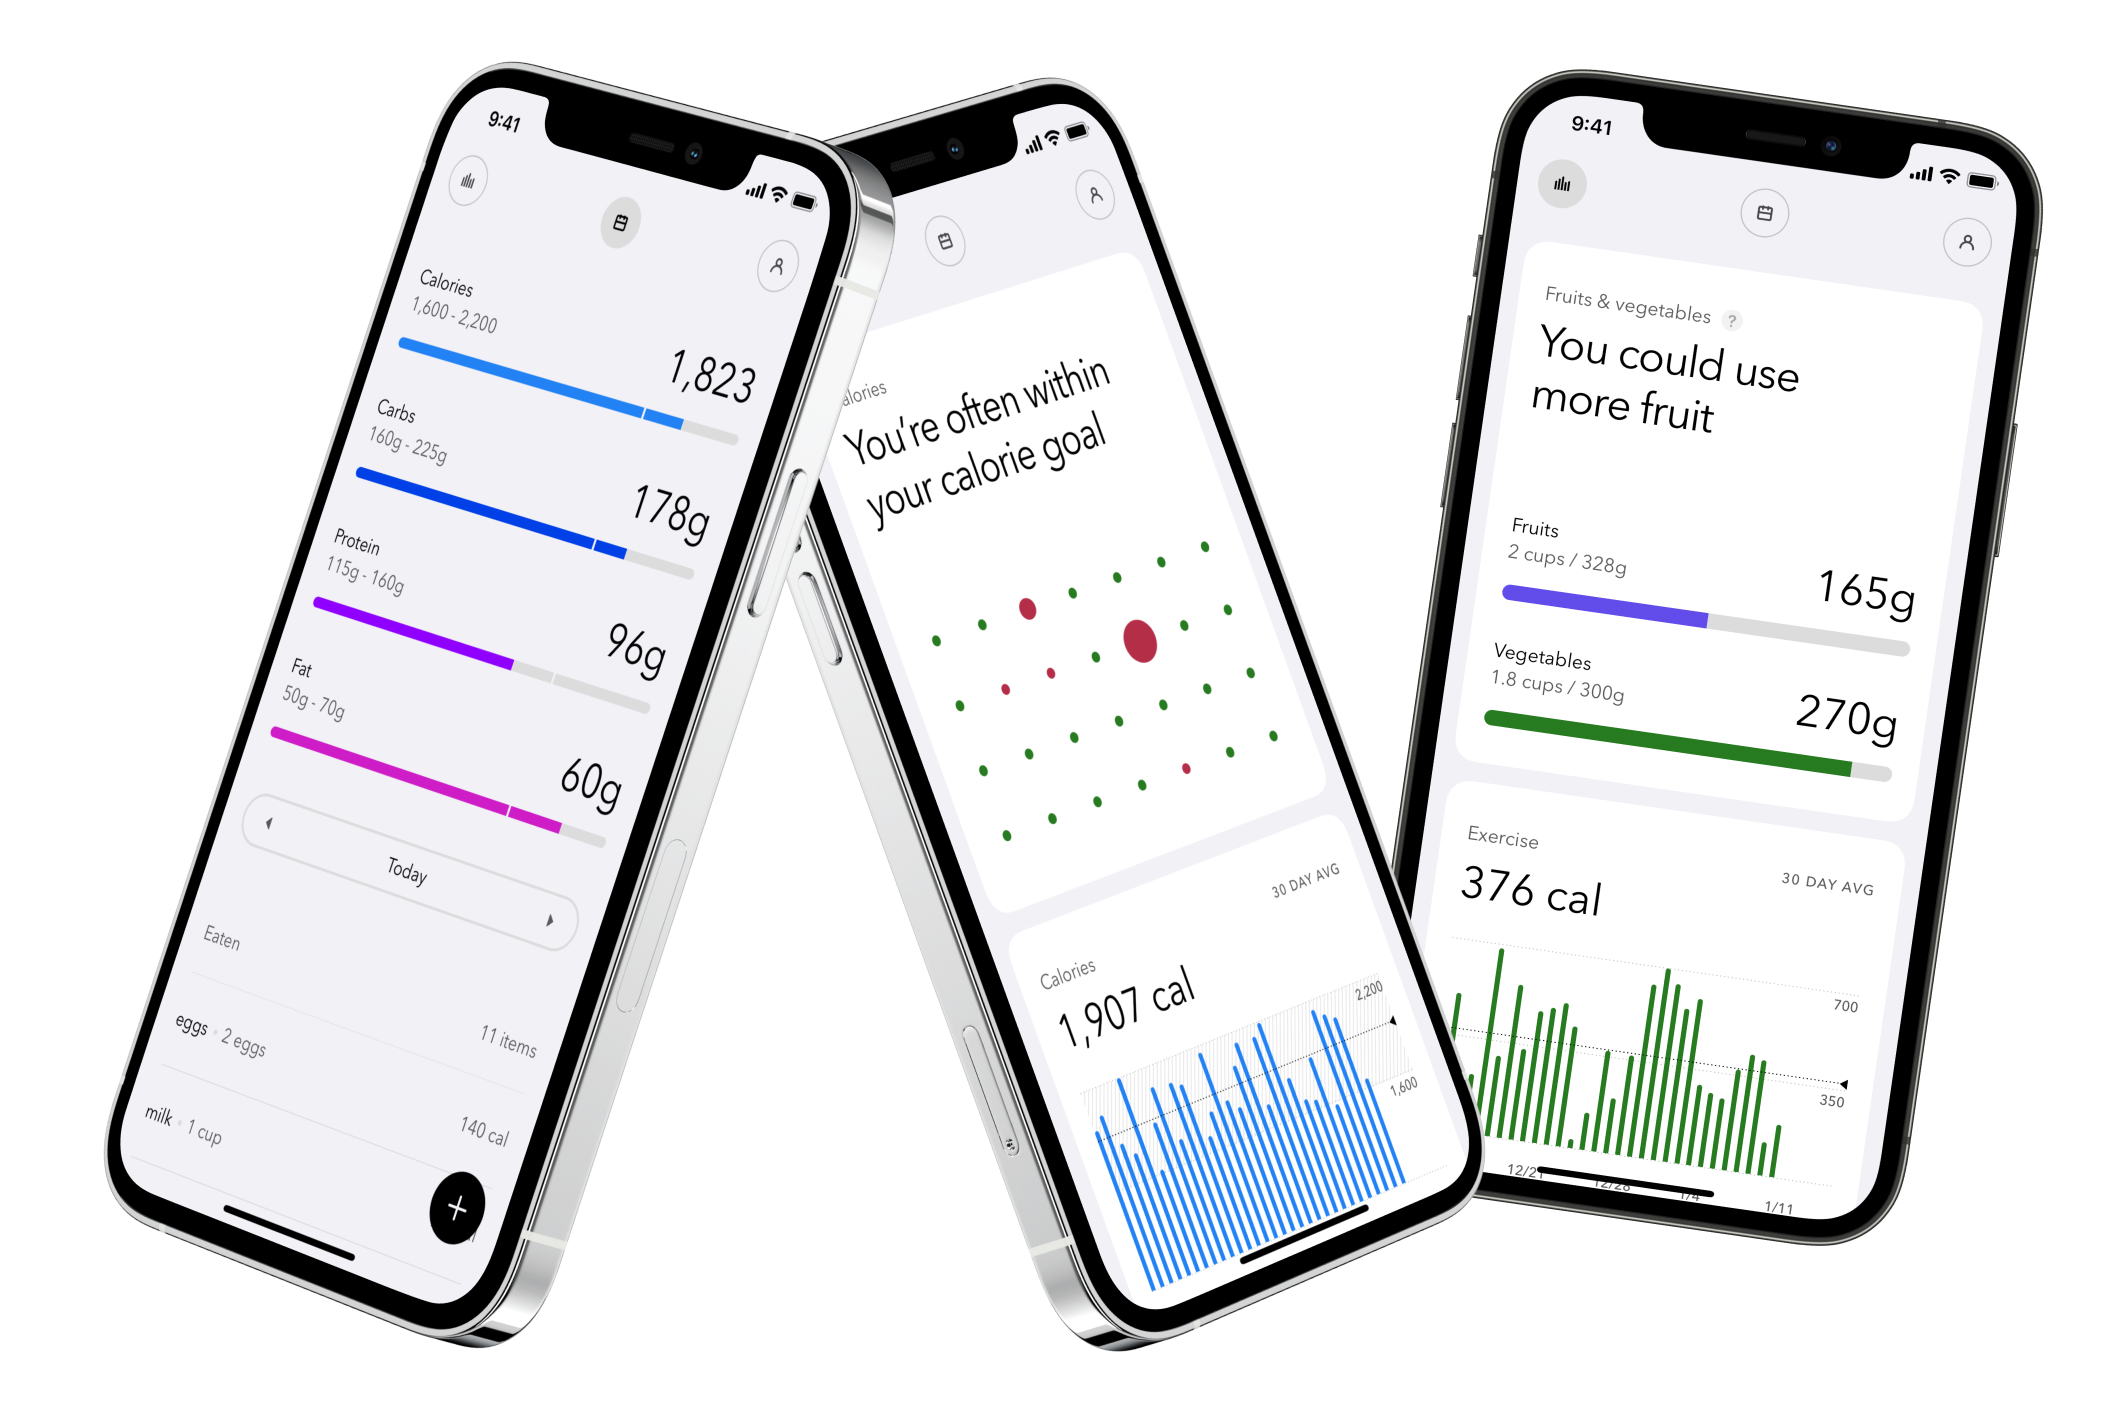 9:41
Calories
1,600 - 2,200
1,823
Carbs
160g - 225g
178g
Protein
115g - 160g
96g
Fat
50g - 70g
60g
Today
Eaten
11 items
eggs • 2 eggs
140 cal
milk • 1 cup
alories
You're often within
your calorie goal
30 DAY AVG
Calories
1,907 cal
2,200
1,600
9:41
Fruits & vegetables ?
You could use
more fruit
Fruits
2 cups / 328g
165g
Vegetables
1.8 cups / 300g
270g
Exercise
30 DAY AVG
376 cal
700
350
12/21
12/28
1/4
1/11